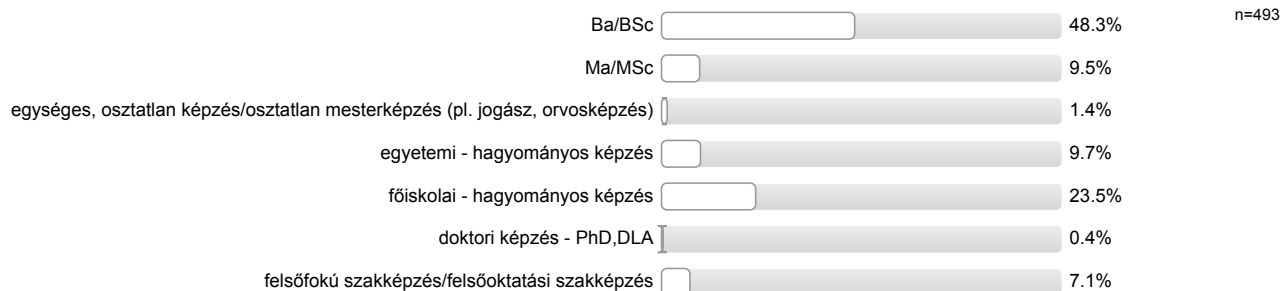 Ba/BSc 48.3% n=493
Ma/MSc 9.5%
egységes, osztatlan képzés/osztatlan mesterképzés (pl. jogász, orvosképzés) 1.4%
egyetemi - hagyományos képzés 9.7%
főiskolai - hagyományos képzés 23.5%
doktori képzés - PhD,DLA 0.4%
felsőfokú szakképzés/felsőoktatási szakképzés 7.1%